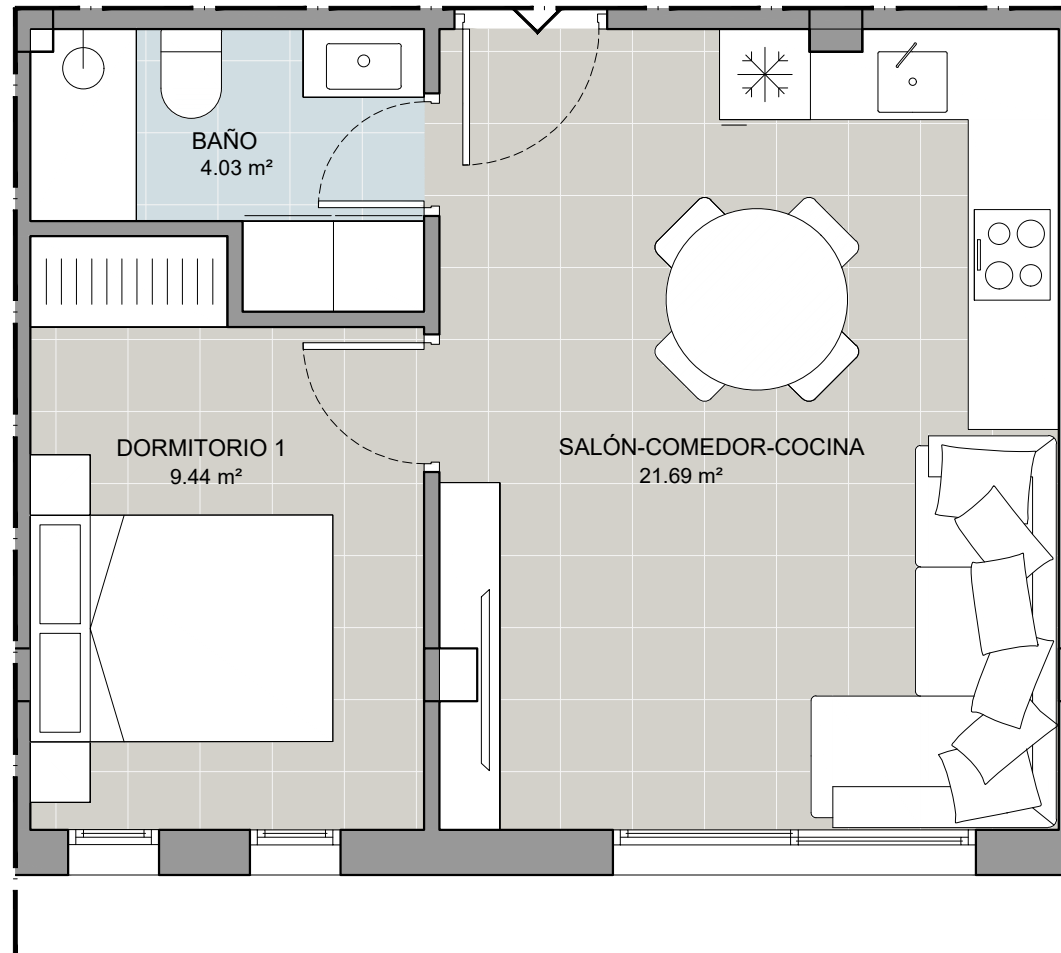 BAÑO
4.03 m²
DORMITORIO 1
9.44 m²
SALÓN-COMEDOR-COCINA
21.69 m²